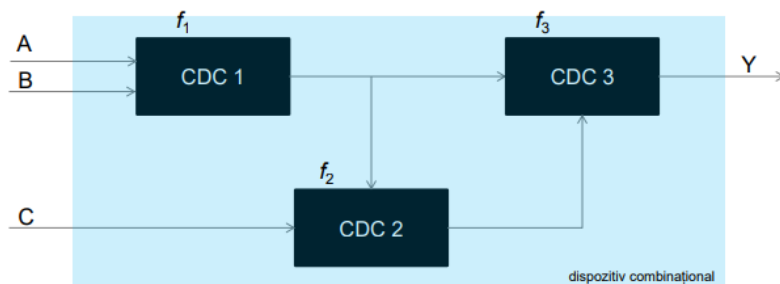 f1
f3
A
CDC 1
CDC 3
Y
B
f2
C
CDC 2
dispozitiv combinațional